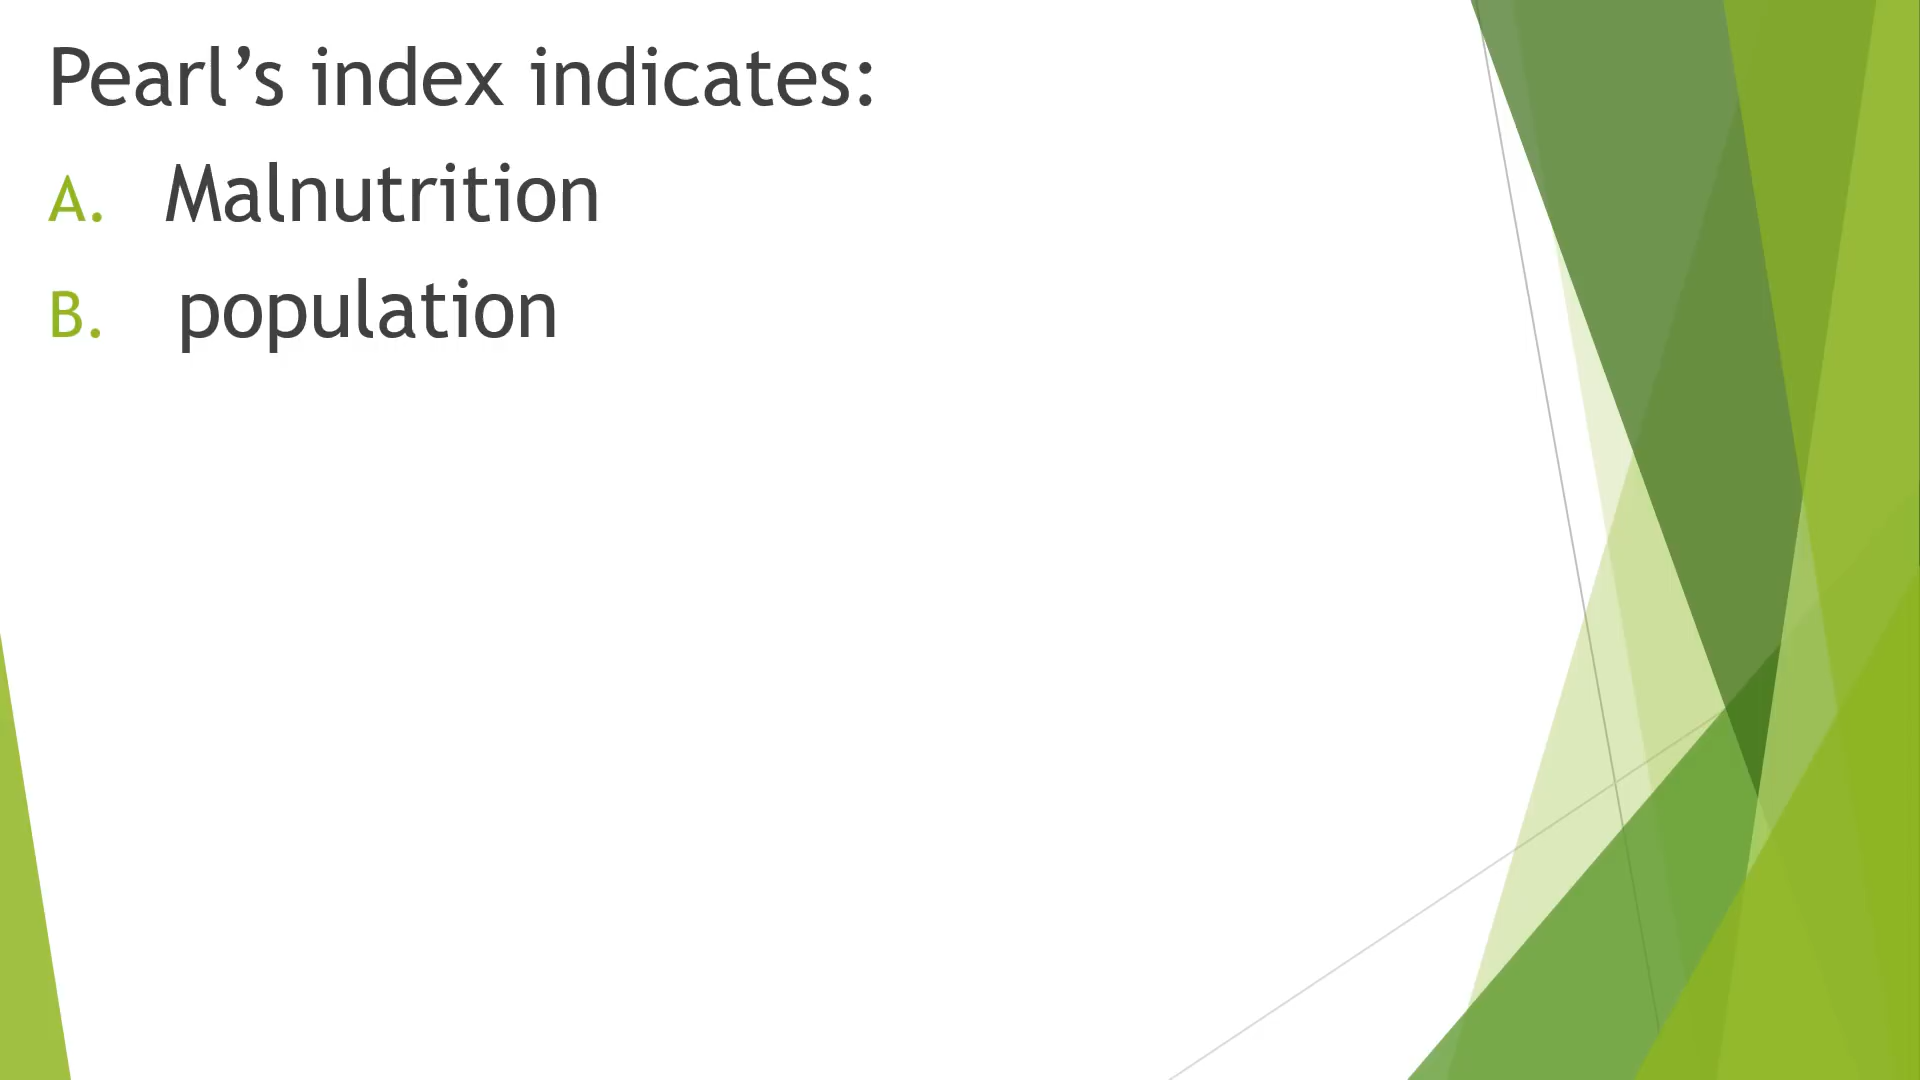 Pearl’s index indicates:
A. Malnutrition
B. population